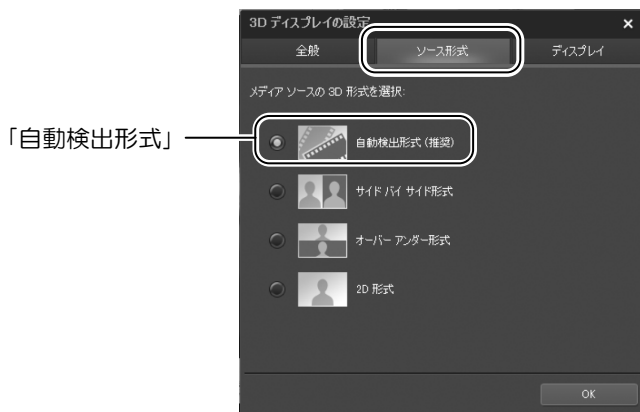 3D ディスプレイの設定
全般 ソース形式 ディスプレイ
メディア ソースの 3D 形式を選択:
「自動検出形式」
自動検出形式 (推奨)
サイド バイ サイド形式
オーバー アンダー形式
2D 形式
OK